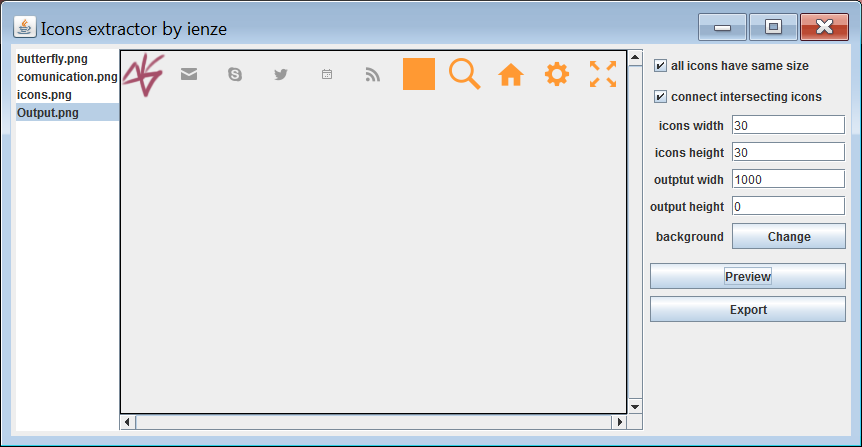 Icons extractor by ienze
butterfly.png
comunication.png
icons.png
Output.png
all icons have same size
connect intersecting icons
icons width 30
icons height 30
outptut widh 1000
output height 0
background Change
Preview
Export